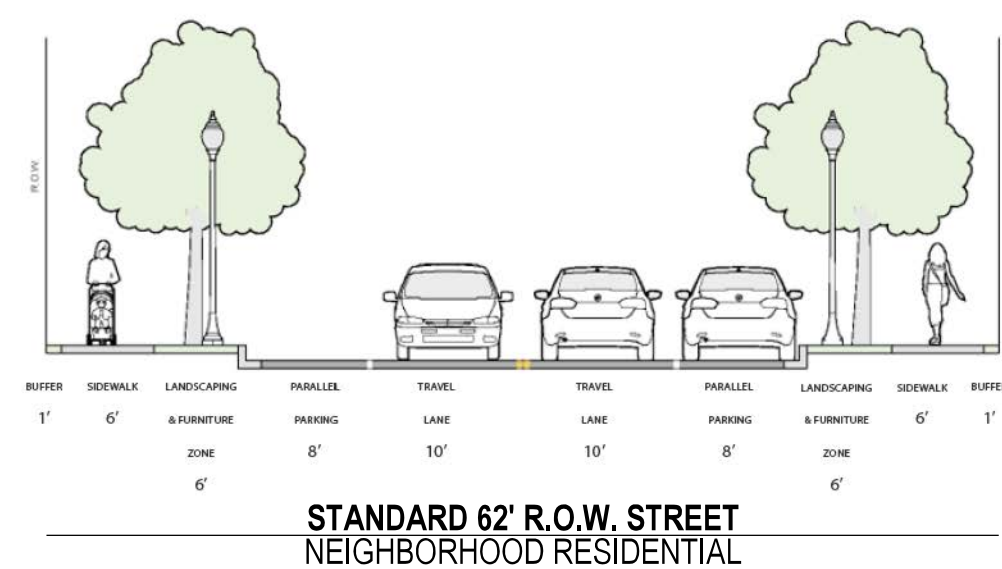 R.O.W.
BUFFER SIDEWALK LANDSCAPING PARALLEL TRAVEL TRAVEL PARALLEL LANDSCAPING SIDEWALK BUFFE
1' 6' & FURNITURE PARKING LANE LANE PARKING & FURNITURE 6' 1'
ZONE 8' 10' 10' 8' ZONE
6' 6'
STANDARD 62' R.O.W. STREET
NEIGHBORHOOD RESIDENTIAL